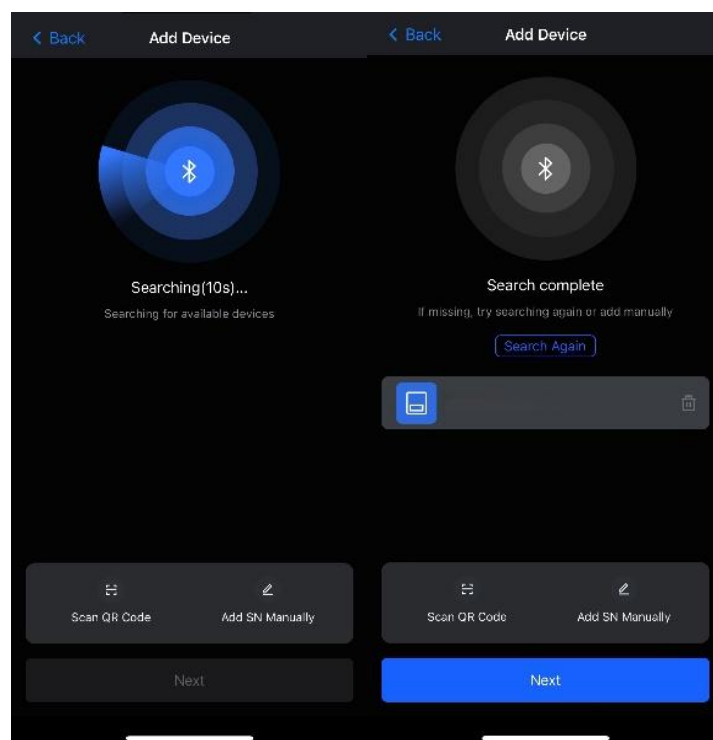 Back
Add Device
Searching(10s)...
Searching for available devices
Scan QR Code
Add SN Manually
Next
Back
Add Device
Search complete
If missing, try searching again or add manually
Search Again
Scan QR Code
Add SN Manually
Next